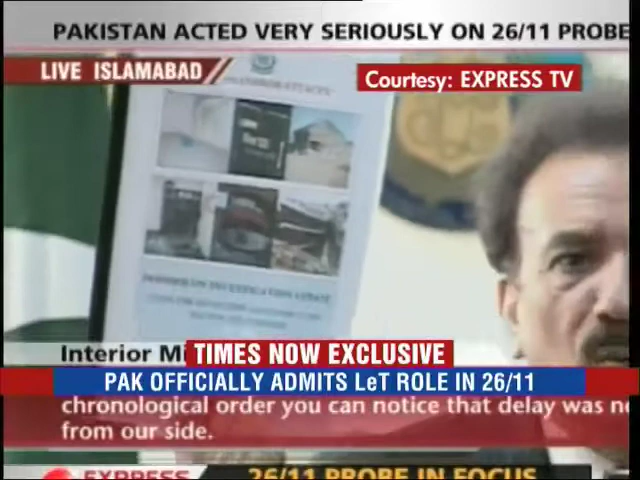 PAKISTAN ACTED VERY SERIOUSLY ON 26/11 PROBE
LIVE ISLAMABAD
Courtesy: EXPRESS TV
Interior Mi
TIMES NOW EXCLUSIVE
PAK OFFICIALLY ADMITS LeT ROLE IN 26/11
chronological order you can notice that delay was no
from our side.
EXPRESS
26/11 PROBE IN FOCUS